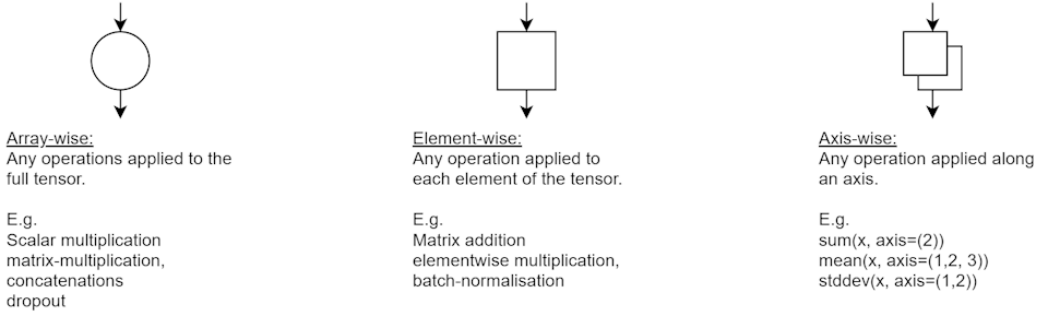 Array-wise:
Any operations applied to the
full tensor.
E.g.
Scalar multiplication
matrix-multiplication,
concatenations
dropout
Element-wise:
Any operation applied to
each element of the tensor.
E.g.
Matrix addition
elementwise multiplication,
batch-normalisation
Axis-wise:
Any operation applied along
an axis.
E.g.
sum(x, axis=(2))
mean(x, axis=(1,2, 3))
stddev(x, axis=(1,2))